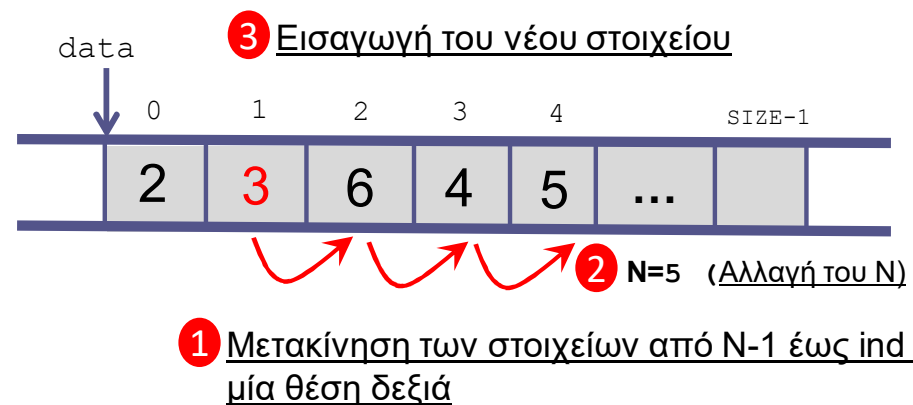 3 Εισαγωγή του νέου στοιχείου
data
0 1 2 3 4 SIZE-1
2 3 6 4 5 ...
2 N=5 (Αλλαγή του Ν)
1 Μετακίνηση των στοιχείων από Ν-1 έως ind
μία θέση δεξιά